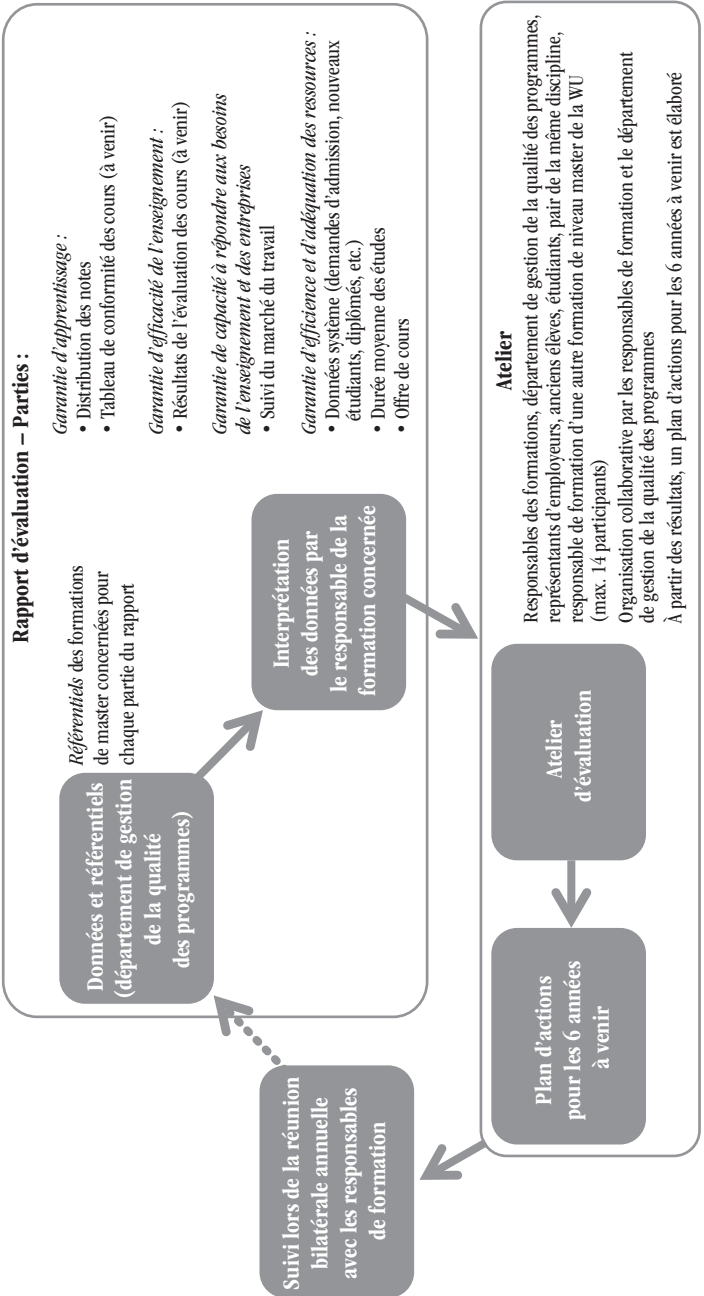 Rapport d'évaluation – Parties :
Données et référentiels
(département de gestion
de la qualité
des programmes)
Référentiels des formations
de master concernées pour
chaque partie du rapport
Interprétation
des données par
le responsable de la
formation concernée
Garantie d'apprentissage :
• Distribution des notes
• Tableau de conformité des cours (à venir)
Garantie d'efficacité de l'enseignement :
• Résultats de l'évaluation des cours (à venir)
Garantie de capacité à répondre aux besoins
de l'enseignement et des entreprises
• Suivi du marché du travail
Garantie d'efficience et d'adéquation des ressources :
• Données système (demandes d'admission, nouveaux
étudiants, diplômés, etc.)
• Durée moyenne des études
• Offre de cours
Suivi lors de la réunion
bilatérale annuelle
avec les responsables
de formation
Plan d'actions
pour les 6 années
à venir
Atelier
d'évaluation
Atelier
Responsables des formations, département de gestion de la qualité des programmes,
représentants d'employeurs, anciens élèves, étudiants, pair de la même discipline,
responsable de formation d'une autre formation de niveau master de la WU
(max. 14 participants)
Organisation collaborative par les responsables de formation et le département
de gestion de la qualité des programmes
À partir des résultats, un plan d'actions pour les 6 années à venir est élaboré